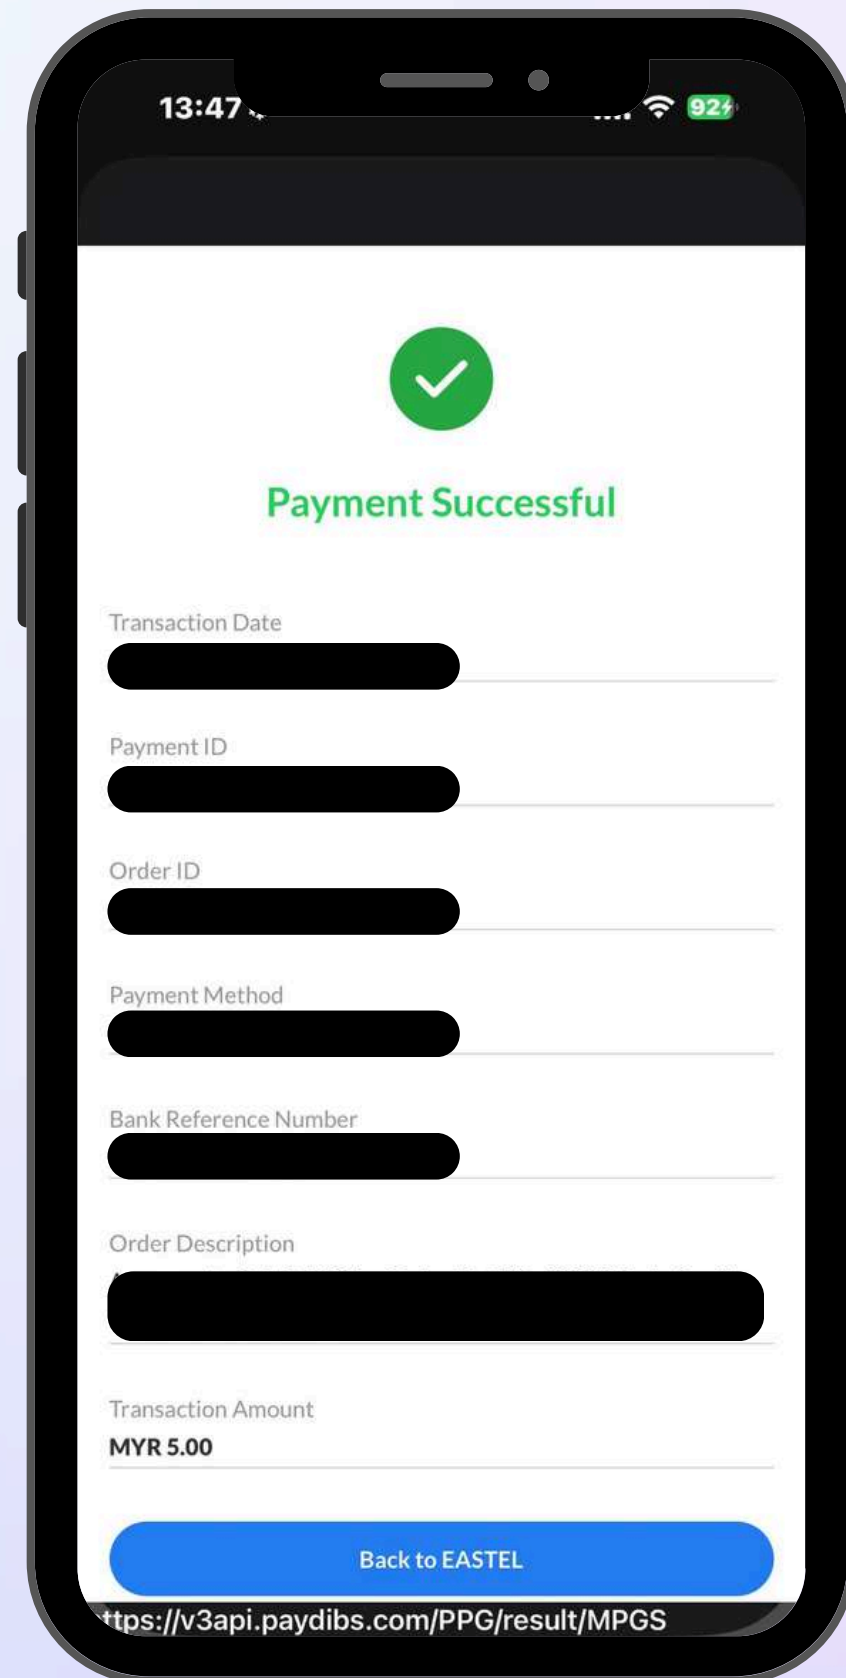 13:47
92
Payment Successful
Transaction Date
Payment ID
Order ID
Payment Method
Bank Reference Number
Order Description
Transaction Amount
MYR 5.00
Back to EASTEL
ttps://v3api.paydibs.com/PPG/result/MPGS